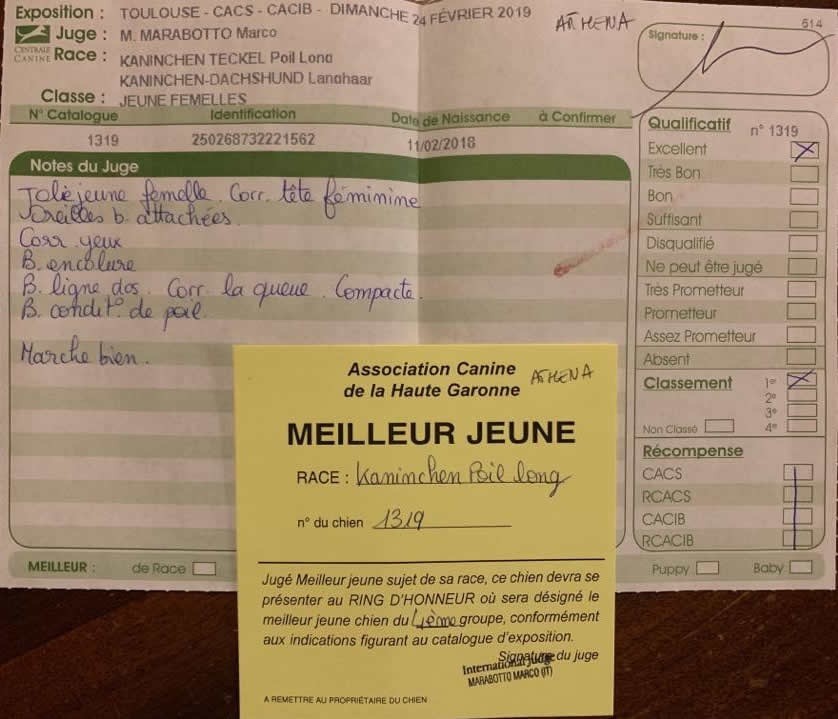 Exposition : TOULOUSE - CACS - CACIB - DIMANCHE 24 FÉVRIER 2019
ATHENA
614
CENTRALE CANINE
Juge : M. MARABOTTO Marco
Race : KANINCHEN TECKEL Poil Long
KANINCHEN-DACHSHUND Langhaar
Classe : JEUNE FEMELLES
Signature :
N° Catalogue Identification Date de Naissance à Confirmer
1319 250268732221562 11/02/2018
Notes du Juge
Jolie jeune femelle. Corr. tête féminine
Oreilles b. attachées.
Corr. yeux
B. encolure
B. ligne dos. Corr. la queue. Compacte.
B. condit° de poil.
Marche bien.
Qualificatif n° 1319
Excellent
Très Bon
Bon
Suffisant
Disqualifié
Ne peut être jugé
Très Prometteur
Prometteur
Assez Prometteur
Absent
Classement 1er
2e
3e
Non Classé 4e
Récompense
CACS
RCACS
CACIB
RCACIB
MEILLEUR : de Race
Puppy Baby
Association Canine
de la Haute Garonne
ATHENA
MEILLEUR JEUNE
RACE : Kaninchen Poil long
n° du chien 1319
Jugé Meilleur jeune sujet de sa race, ce chien devra se
présenter au RING D'HONNEUR où sera désigné le
meilleur jeune chien du 4ième groupe, conformément
aux indications figurant au catalogue d'exposition.
Signature du juge
International Judge
MARABOTTO MARCO (IT)
A REMETTRE AU PROPRIÉTAIRE DU CHIEN